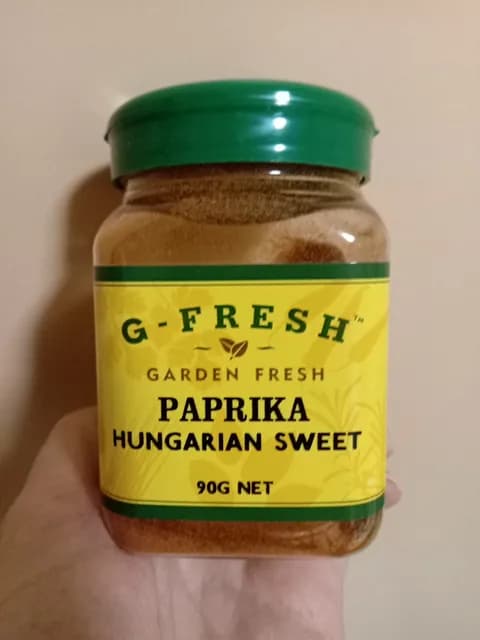 G-FRESH™
GARDEN FRESH
PAPRIKA
HUNGARIAN SWEET
90G NET